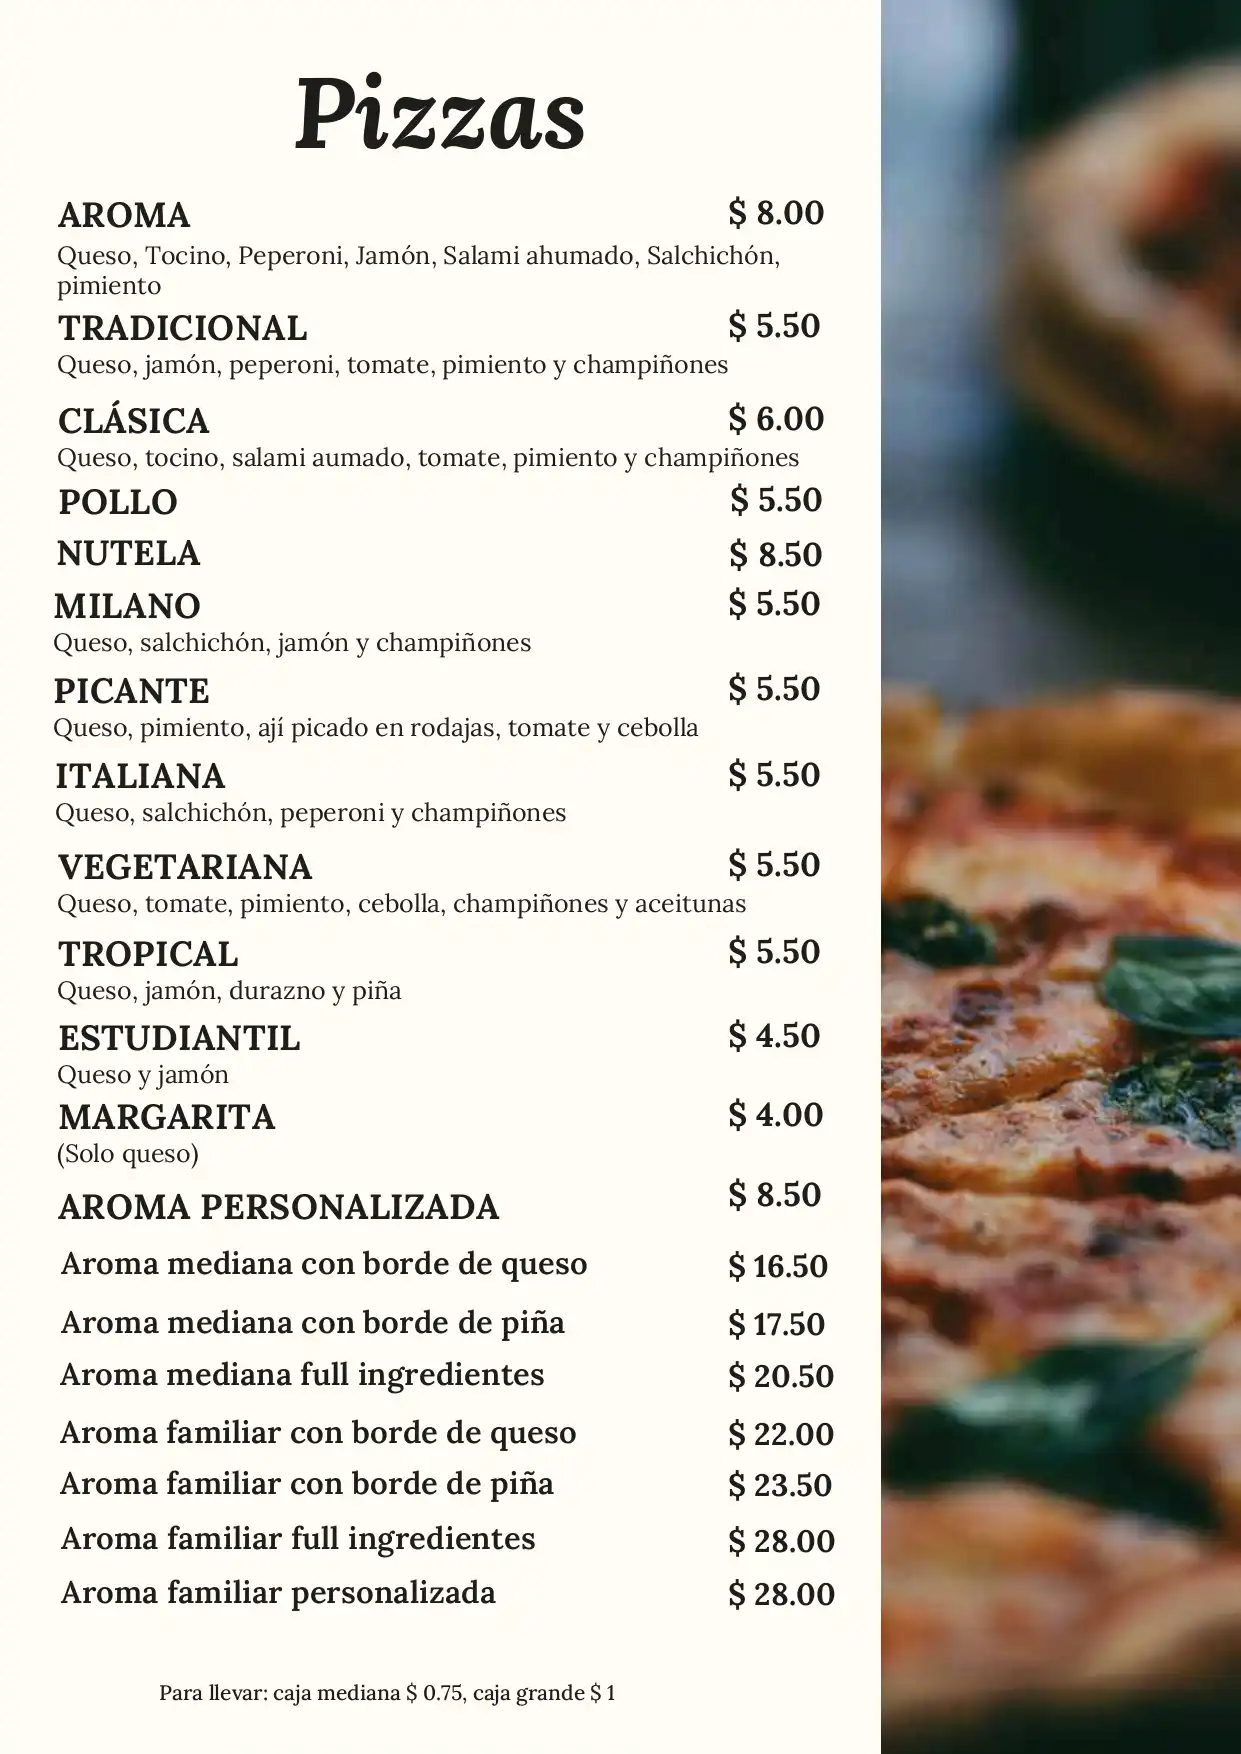 Pizzas
AROMA $ 8.00
Queso, Tocino, Peperoni, Jamón, Salami ahumado, Salchichón,
pimiento
TRADICIONAL $ 5.50
Queso, jamón, peperoni, tomate, pimiento y champiñones
CLÁSICA $ 6.00
Queso, tocino, salami aumado, tomate, pimiento y champiñones
POLLO $ 5.50
NUTELA $ 8.50
MILANO $ 5.50
Queso, salchichón, jamón y champiñones
PICANTE $ 5.50
Queso, pimiento, ají picado en rodajas, tomate y cebolla
ITALIANA $ 5.50
Queso, salchichón, peperoni y champiñones
VEGETARIANA $ 5.50
Queso, tomate, pimiento, cebolla, champiñones y aceitunas
TROPICAL $ 5.50
Queso, jamón, durazno y piña
ESTUDIANTIL $ 4.50
Queso y jamón
MARGARITA $ 4.00
(Solo queso)
AROMA PERSONALIZADA $ 8.50
Aroma mediana con borde de queso $ 16.50
Aroma mediana con borde de piña $ 17.50
Aroma mediana full ingredientes $ 20.50
Aroma familiar con borde de queso $ 22.00
Aroma familiar con borde de piña $ 23.50
Aroma familiar full ingredientes $ 28.00
Aroma familiar personalizada $ 28.00
Para llevar: caja mediana $ 0.75, caja grande $ 1